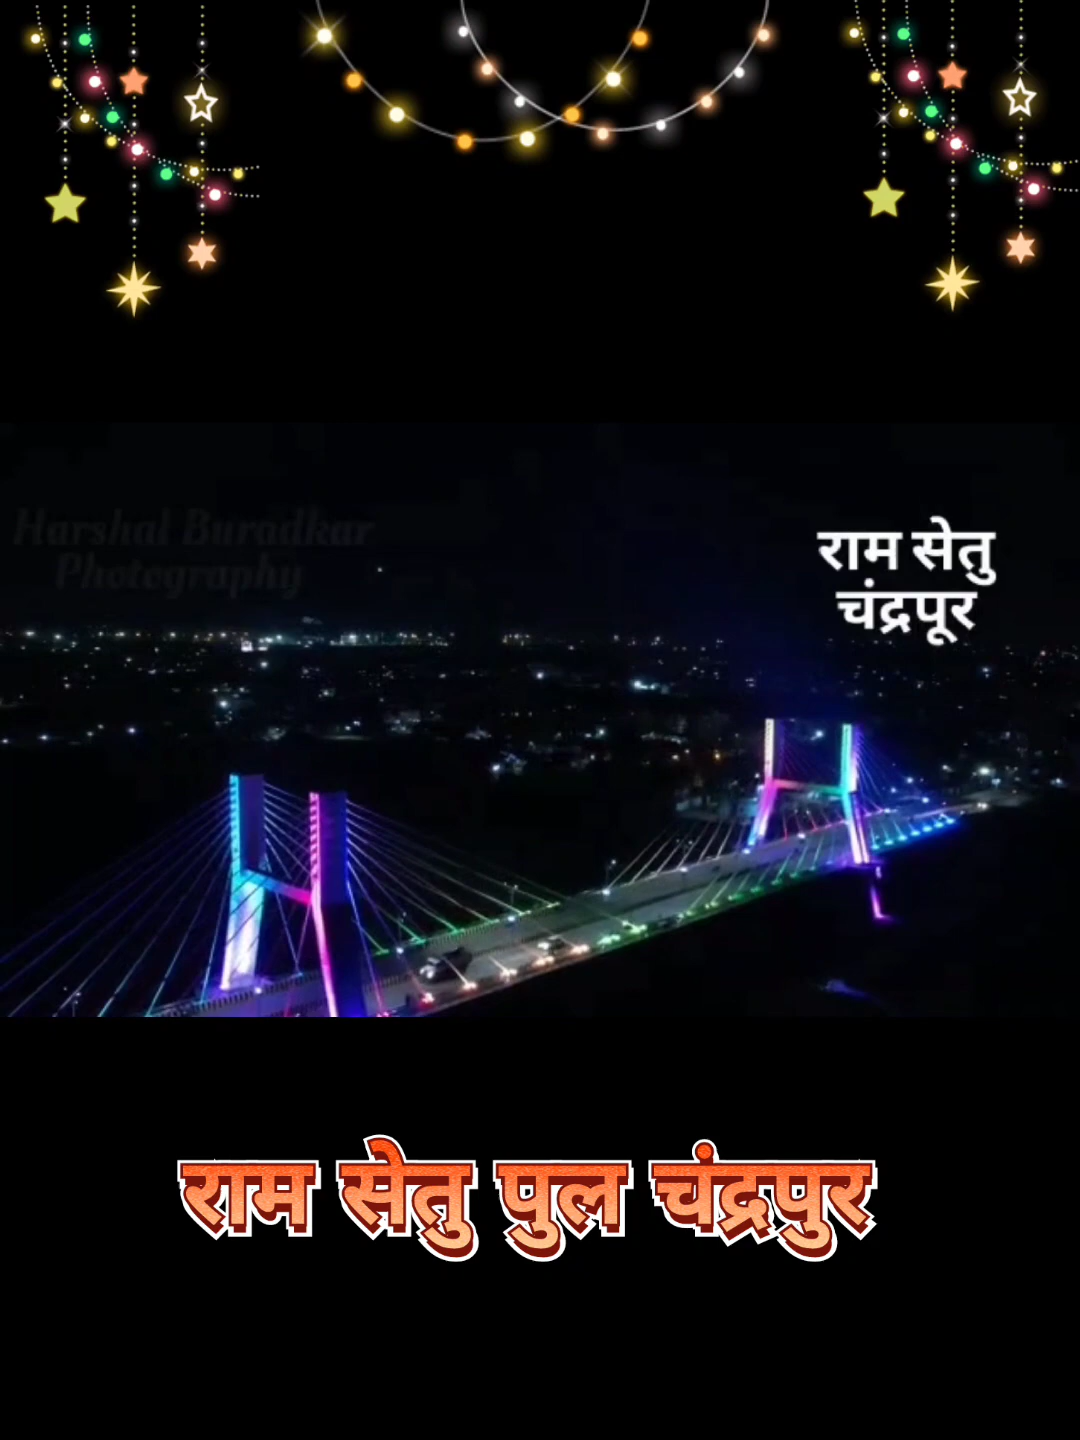 Harshal Buradkar
Photography
राम सेतु
चंद्रपूर
राम सेतु पुल चंद्रपुर